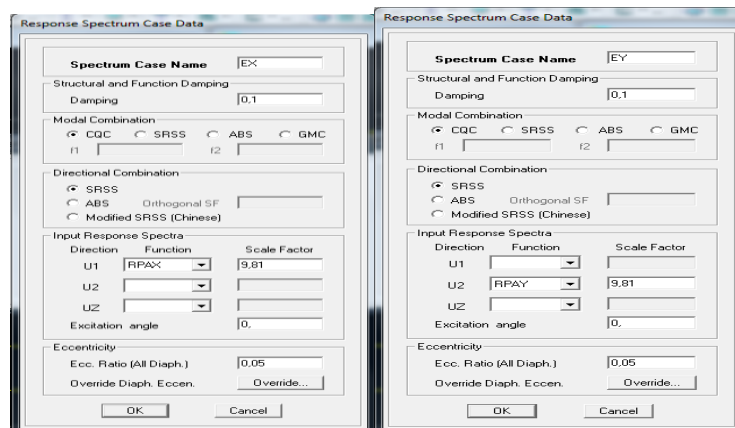 Response Spectrum Case Data
Spectrum Case Name EX
Structural and Function Damping
Damping 0,1
Modal Combination
CQC SRSS ABS GMC
f1 f2
Directional Combination
SRSS
ABS Orthogonal SF
Modified SRSS (Chinese)
Input Response Spectra
Direction Function Scale Factor
U1 RPAX 9,81
U2
UZ
Excitation angle 0,
Eccentricity
Ecc. Ratio (All Diaph.) 0,05
Override Diaph. Eccen. Override...
OK Cancel
Response Spectrum Case Data
Spectrum Case Name EY
Structural and Function Damping
Damping 0,1
Modal Combination
CQC SRSS ABS GMC
f1 f2
Directional Combination
SRSS
ABS Orthogonal SF
Modified SRSS (Chinese)
Input Response Spectra
Direction Function Scale Factor
U1
U2 RPAY 9,81
UZ
Excitation angle 0,
Eccentricity
Ecc. Ratio (All Diaph.) 0,05
Override Diaph. Eccen. Override...
OK Cancel